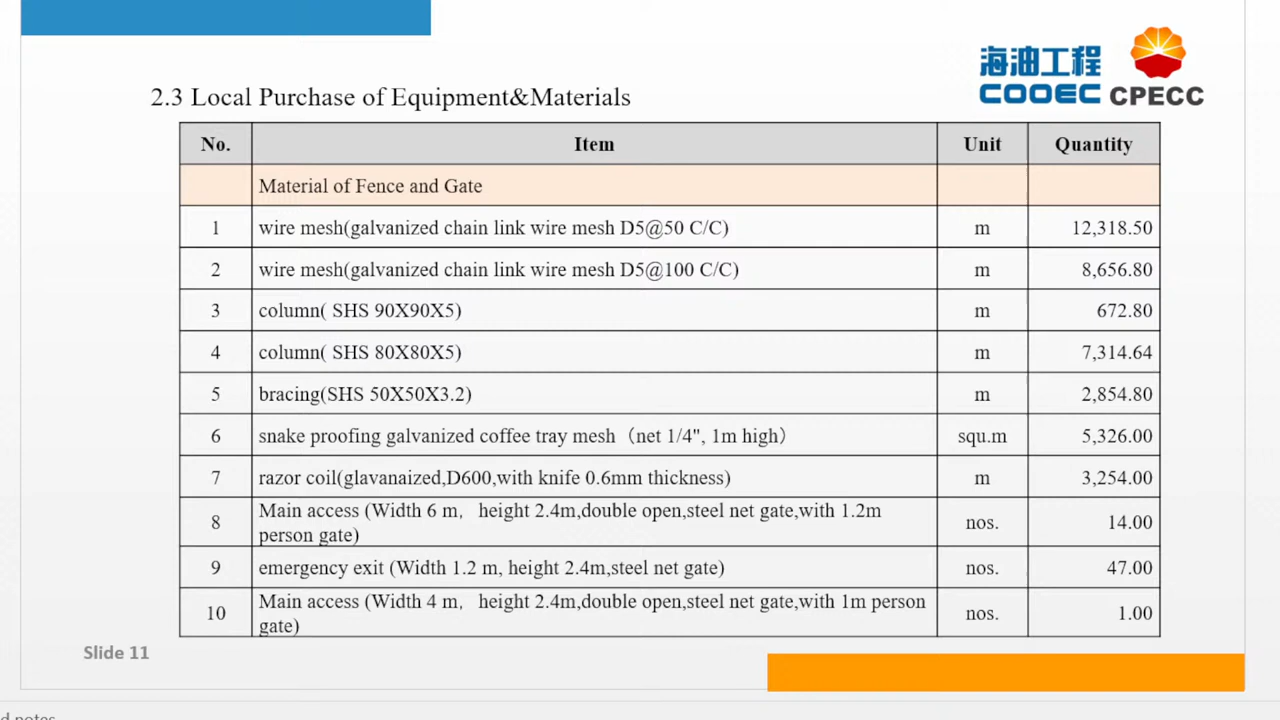 海油工程
COOEC CPECC
2.3 Local Purchase of Equipment&Materials
No. Item Unit Quantity
Material of Fence and Gate
1 wire mesh(galvanized chain link wire mesh D5@50 C/C) m 12,318.50
2 wire mesh(galvanized chain link wire mesh D5@100 C/C) m 8,656.80
3 column( SHS 90X90X5) m 672.80
4 column( SHS 80X80X5) m 7,314.64
5 bracing(SHS 50X50X3.2) m 2,854.80
6 snake proofing galvanized coffee tray mesh（net 1/4", 1m high） squ.m 5,326.00
7 razor coil(glavanaized,D600,with knife 0.6mm thickness) m 3,254.00
8 Main access (Width 6 m， height 2.4m,double open,steel net gate,with 1.2m nos. 14.00
person gate)
9 emergency exit (Width 1.2 m, height 2.4m,steel net gate) nos. 47.00
10 Main access (Width 4 m， height 2.4m,double open,steel net gate,with 1m person nos. 1.00
gate)
Slide 11
notes